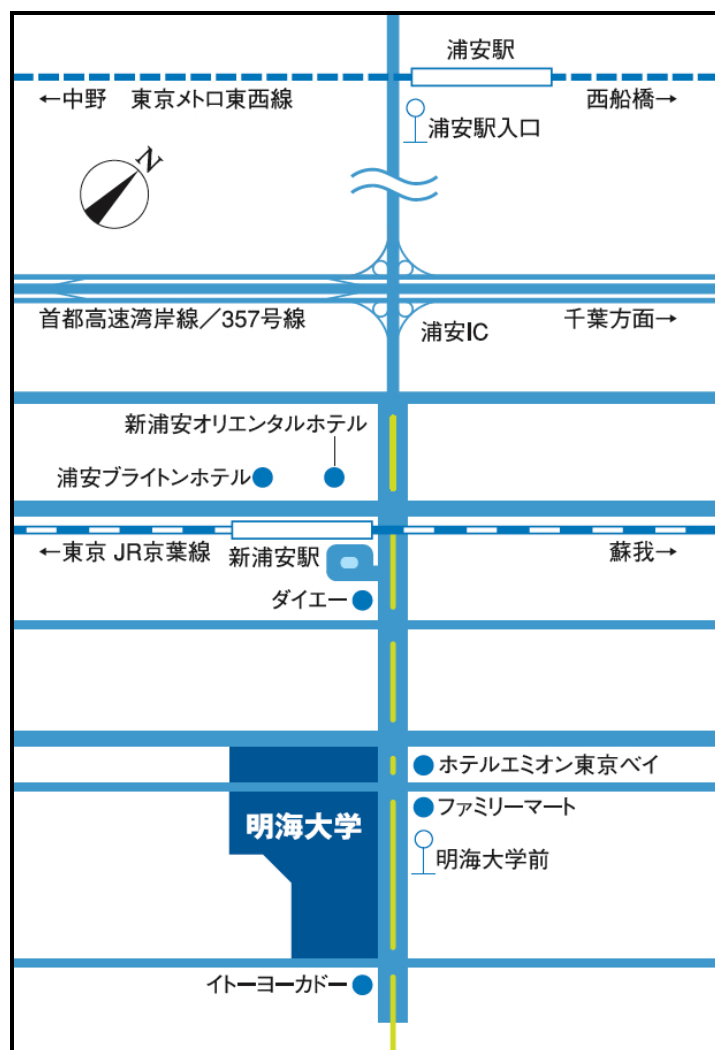 浦安駅
←中野 東京メトロ東西線
西船橋→
浦安駅入口
N
首都高速湾岸線／357号線
浦安IC
千葉方面→
新浦安オリエンタルホテル
浦安ブライトンホテル
←東京 JR京葉線
新浦安駅
蘇我→
ダイエー
ホテルエミオン東京ベイ
ファミリーマート
明海大学
明海大学前
イトーヨーカドー